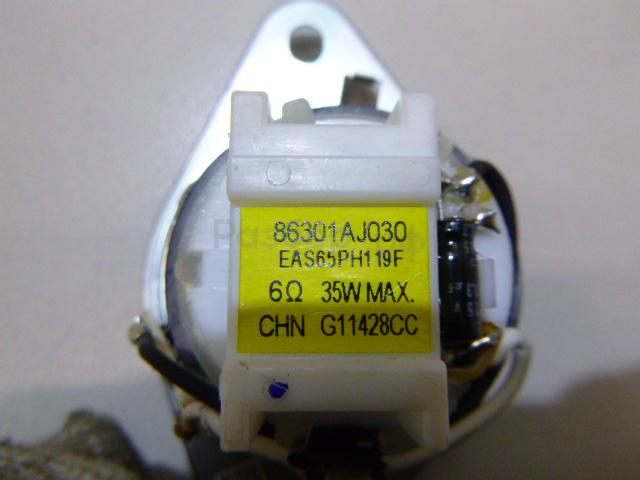 86301AJ030
EAS65PH119F
6Ω 35W MAX.
CHN G11428CC